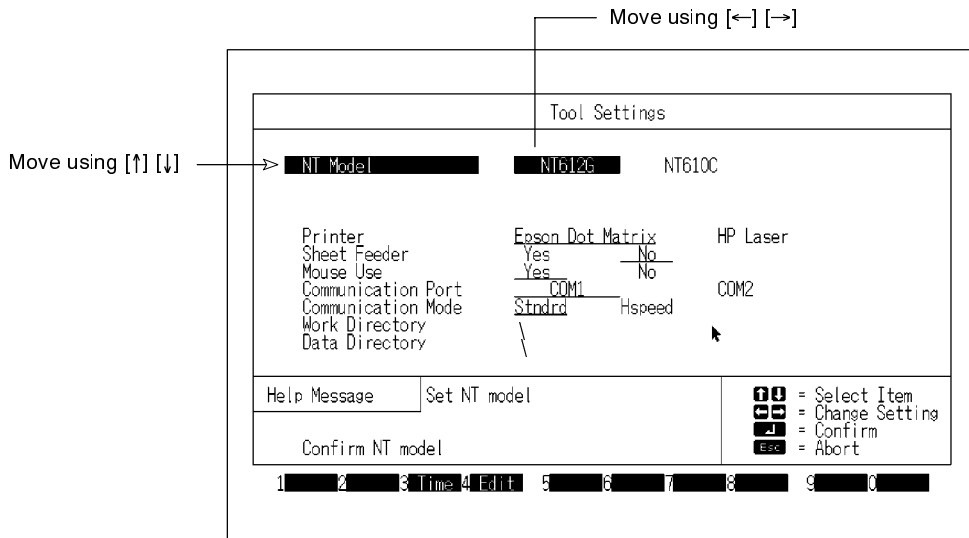 Move using [←] [→]
Tool Settings
Move using [↑] [↓]
NT Model NT612G NT610C
Printer Epson Dot Matrix HP Laser
Sheet Feeder Yes No
Mouse Use Yes No
Communication Port COM1 COM2
Communication Mode Stndrd Hspeed
Work Directory \
Data Directory \
Help Message Set NT model
Confirm NT model
↑ ↓ = Select Item
← → = Change Setting
↵ = Confirm
Esc = Abort
1 2 3 Time 4 Edit 5 6 7 8 9 0